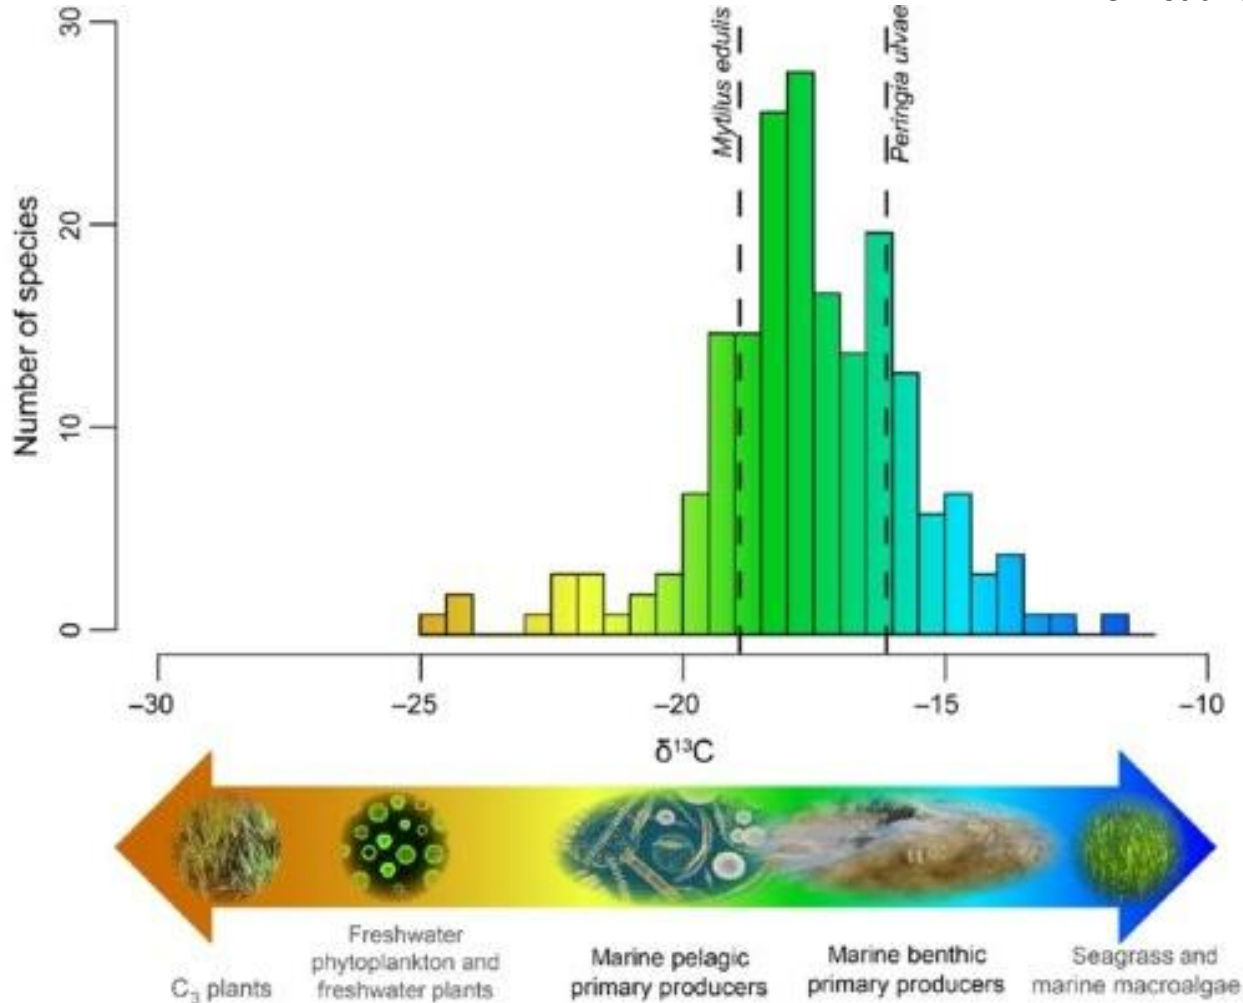 Number of species
30
20
10
0
Mytilus edulis
Peringia ulvae
–30
–25
–20
–15
–10
δ¹³C
C₃ plants
Freshwater
phytoplankton and
freshwater plants
Marine pelagic
primary producers
Marine benthic
primary producers
Seagrass and
marine macroalgae